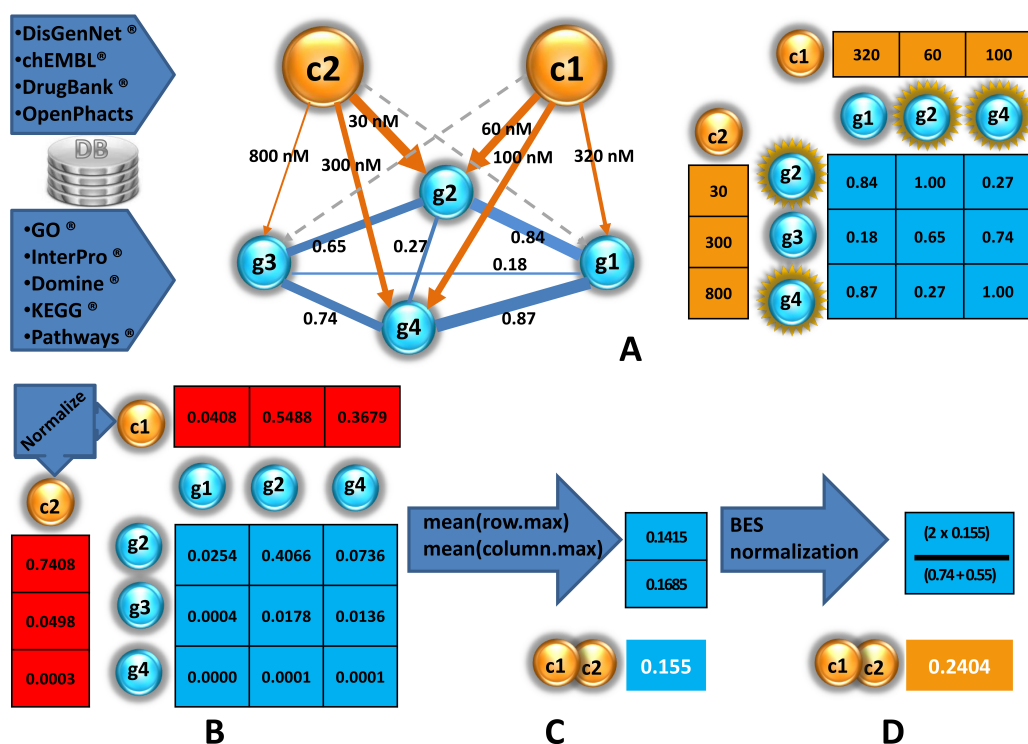 •DisGenNet ®
•chEMBL®
•DrugBank ®
•OpenPhacts
DB
•GO ®
•InterPro ®
•Domine ®
•KEGG ®
•Pathways ®
c2
c1
30 nM
60 nM
800 nM
300 nM
100 nM
320 nM
g2
g3
g1
g4
0.65
0.27
0.84
0.18
0.74
0.87
c1 320 60 100
g1 g2 g4
c2
30 g2 0.84 1.00 0.27
300 g3 0.18 0.65 0.74
800 g4 0.87 0.27 1.00
A
Normalize
c1 0.0408 0.5488 0.3679
g1 g2 g4
c2
0.7408 g2 0.0254 0.4066 0.0736
0.0498 g3 0.0004 0.0178 0.0136
0.0003 g4 0.0000 0.0001 0.0001
B
mean(row.max)
mean(column.max)
0.1415
0.1685
c1 c2 0.155
C
BES
normalization
(2 x 0.155)
(0.74 + 0.55)
c1 c2 0.2404
D